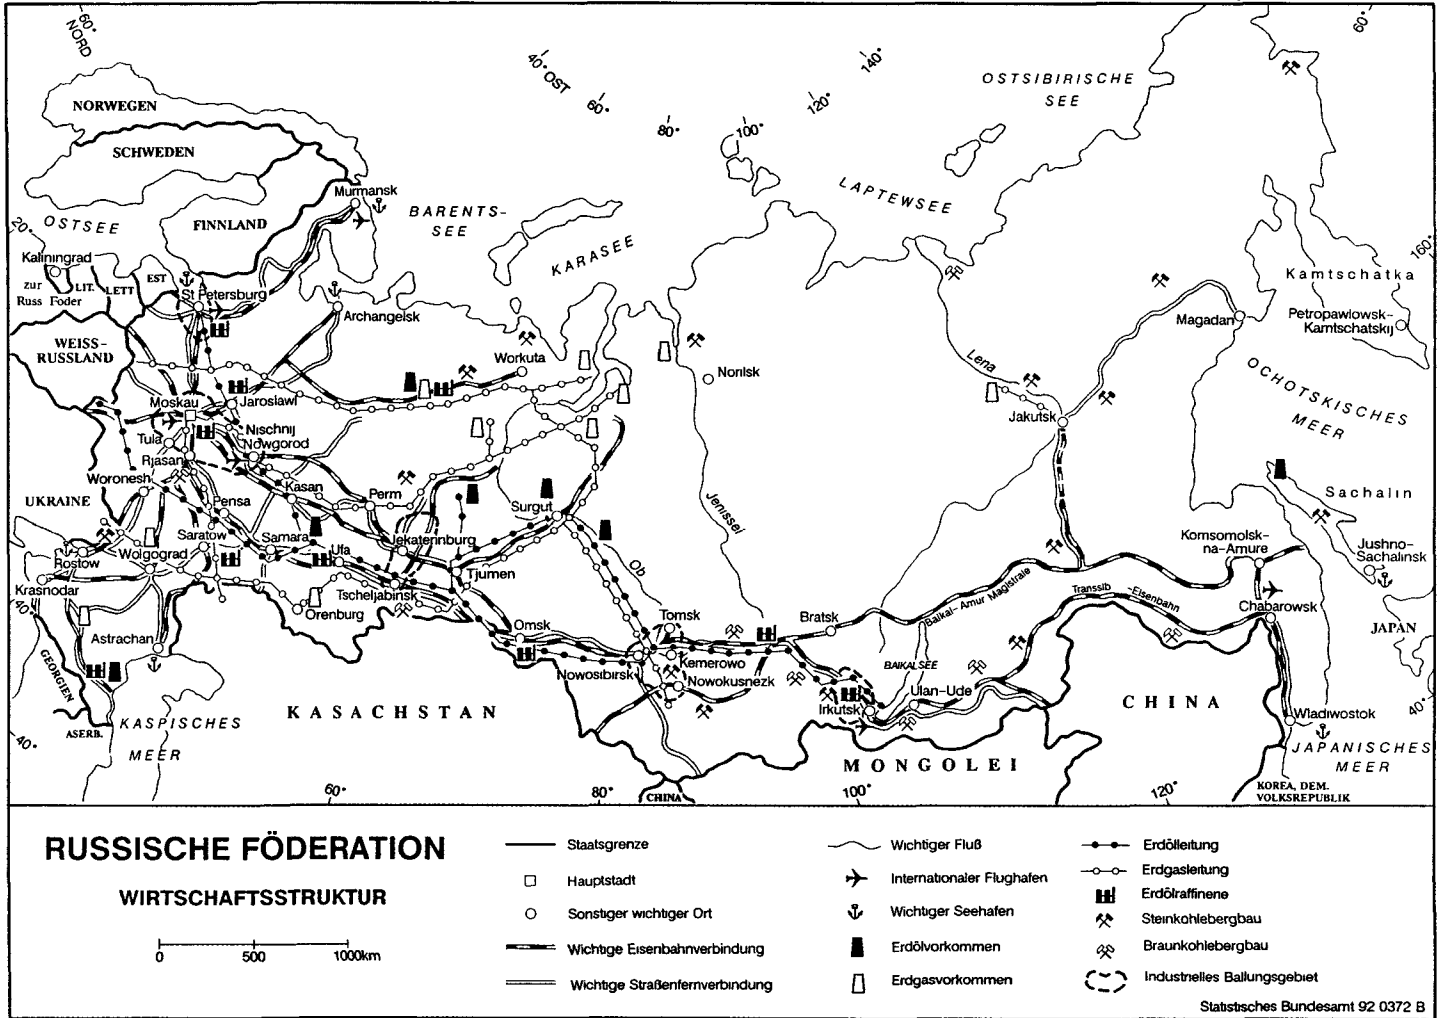 60°
NORD
40° OST
60°
80°
100°
120°
140°
60°
160°
OSTSIBIRISCHE
SEE
NORWEGEN
SCHWEDEN
FINNLAND
OSTSEE
20°
Murmansk
BARENTS-
SEE
KARASEE
LAPTEWSEE
Kaliningrad
zur
Russ Föder
LIT.
LETT
EST
St Petersburg
Archangelsk
WEISS-
RUSSLAND
Workuta
Norilsk
Lena
Jakutsk
Magadan
Kamtschatka
Petropawlowsk-
Kamtschatskij
OCHOTSKISCHES
MEER
Moskau
Jaroslawl
Tula
Nischnij
Nowgorod
Rjasan
Woronesh
Kasan
Perm
UKRAINE
Pensa
Surgut
Jenissei
Sachalin
Saratow
Samara
Ufa
Jekaterinburg
Ob
Komsomolsk-
na-Amure
Jushno-
Sachalinsk
Rostow
Wolgograd
Tjumen
Krasnodar
Tscheljabinsk
Baikal-Amur Magistrale
Transsib
-Eisenbahn
Chabarowsk
40°
Orenburg
Omsk
Tomsk
Bratsk
Astrachan
JAPAN
GEORGIEN
Nowosibirsk
Kemerowo
BAIKALSEE
Nowokusnezk
Ulan-Ude
Irkutsk
KASACHSTAN
CHINA
40°
Wladiwostok
ASERB.
KASPISCHES
MEER
40°
MONGOLEI
JAPANISCHES
MEER
60°
80°
CHINA
100°
120°
KOREA, DEM.
VOLKSREPUBLIK
RUSSISCHE FÖDERATION
WIRTSCHAFTSSTRUKTUR
0 500 1000km
Staatsgrenze
Hauptstadt
Sonstiger wichtiger Ort
Wichtige Eisenbahnverbindung
Wichtige Straßenfernverbindung
Wichtiger Fluß
Internationaler Flughafen
Wichtiger Seehafen
Erdölvorkommen
Erdgasvorkommen
Erdölleitung
Erdgasleitung
Erdölraffinerie
Steinkohlebergbau
Braunkohlebergbau
Industrielles Ballungsgebiet
Statistisches Bundesamt 92 0372 B